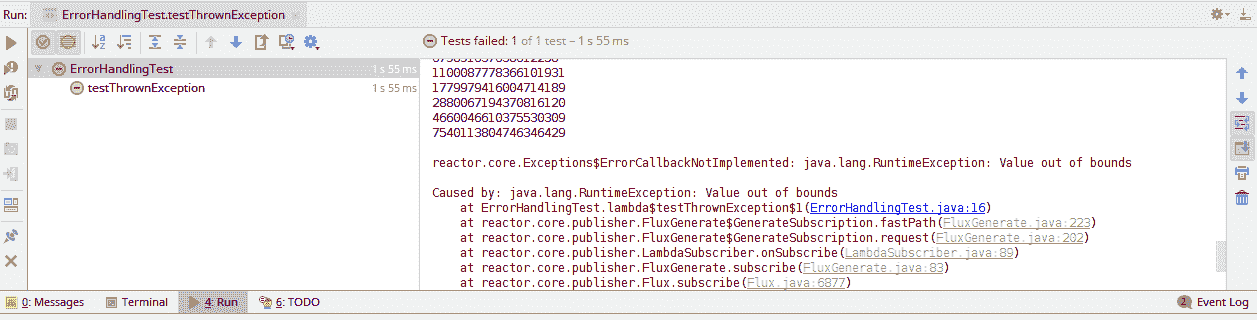 Run: ErrorHandlingTest.testThrownException
Tests failed: 1 of 1 test – 1 s 55 ms
ErrorHandlingTest 1 s 55 ms
testThrownException 1 s 55 ms
1100087778366101931
1779979416004714189
2880067194370816120
4660046610375530309
7540113804746346429
reactor.core.Exceptions$ErrorCallbackNotImplemented: java.lang.RuntimeException: Value out of bounds
Caused by: java.lang.RuntimeException: Value out of bounds
at ErrorHandlingTest.lambda$testThrownException$1(ErrorHandlingTest.java:16)
at reactor.core.publisher.FluxGenerate$GenerateSubscription.fastPath(FluxGenerate.java:223)
at reactor.core.publisher.FluxGenerate$GenerateSubscription.request(FluxGenerate.java:202)
at reactor.core.publisher.LambdaSubscriber.onSubscribe(LambdaSubscriber.java:89)
at reactor.core.publisher.FluxGenerate.subscribe(FluxGenerate.java:83)
at reactor.core.publisher.Flux.subscribe(Flux.java:6877)
0: Messages Terminal 4: Run 6: TODO 2 Event Log